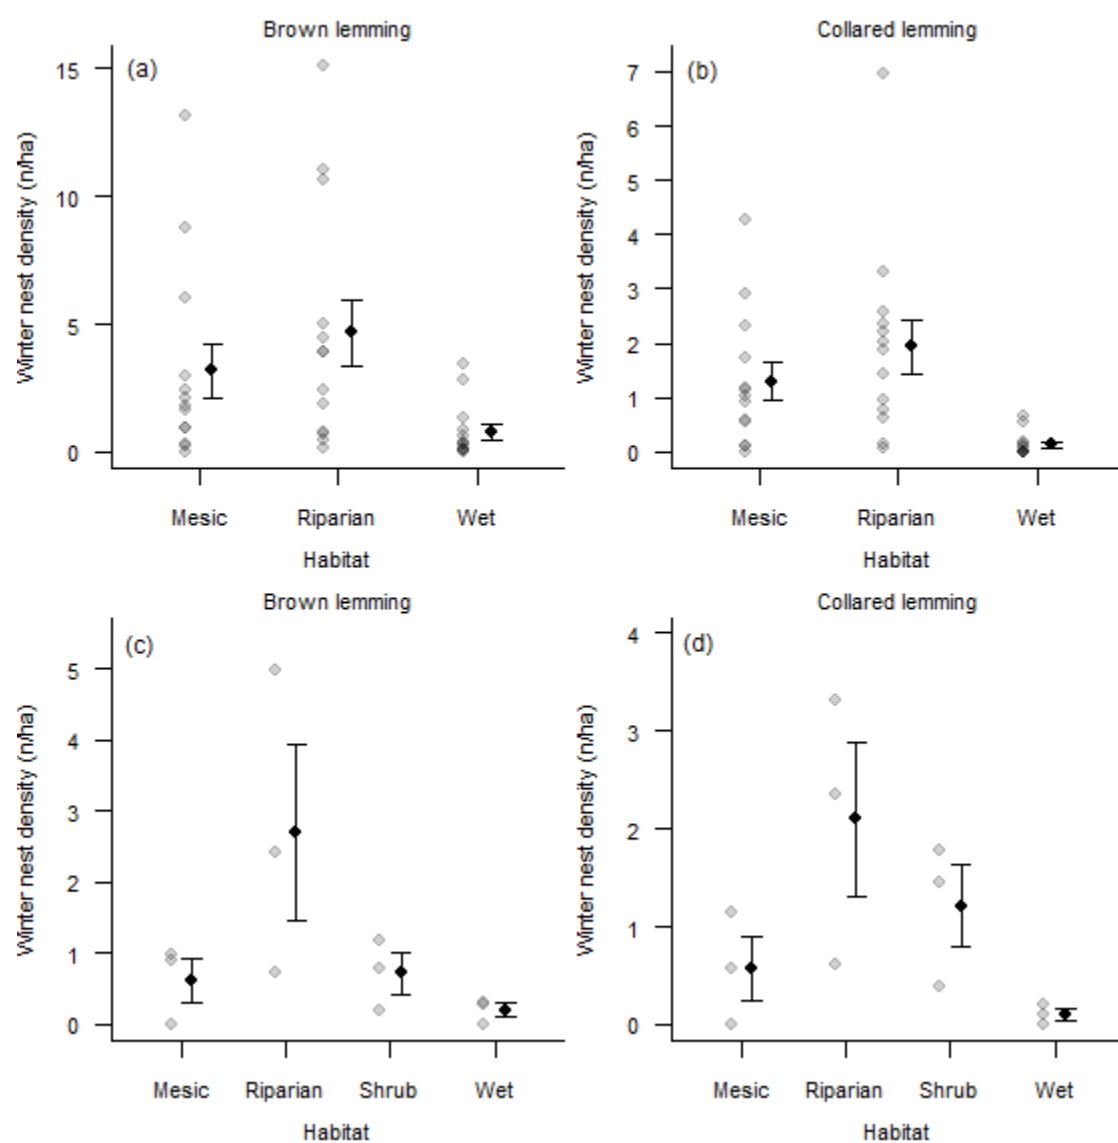 Brown lemming
(a)
Winter nest density (n/ha)
15
10
5
0
Mesic Riparian Wet
Habitat
Collared lemming
(b)
Winter nest density (n/ha)
7
6
5
4
3
2
1
0
Mesic Riparian Wet
Habitat
Brown lemming
(c)
Winter nest density (n/ha)
5
4
3
2
1
0
Mesic Riparian Shrub Wet
Habitat
Collared lemming
(d)
Winter nest density (n/ha)
4
3
2
1
0
Mesic Riparian Shrub Wet
Habitat